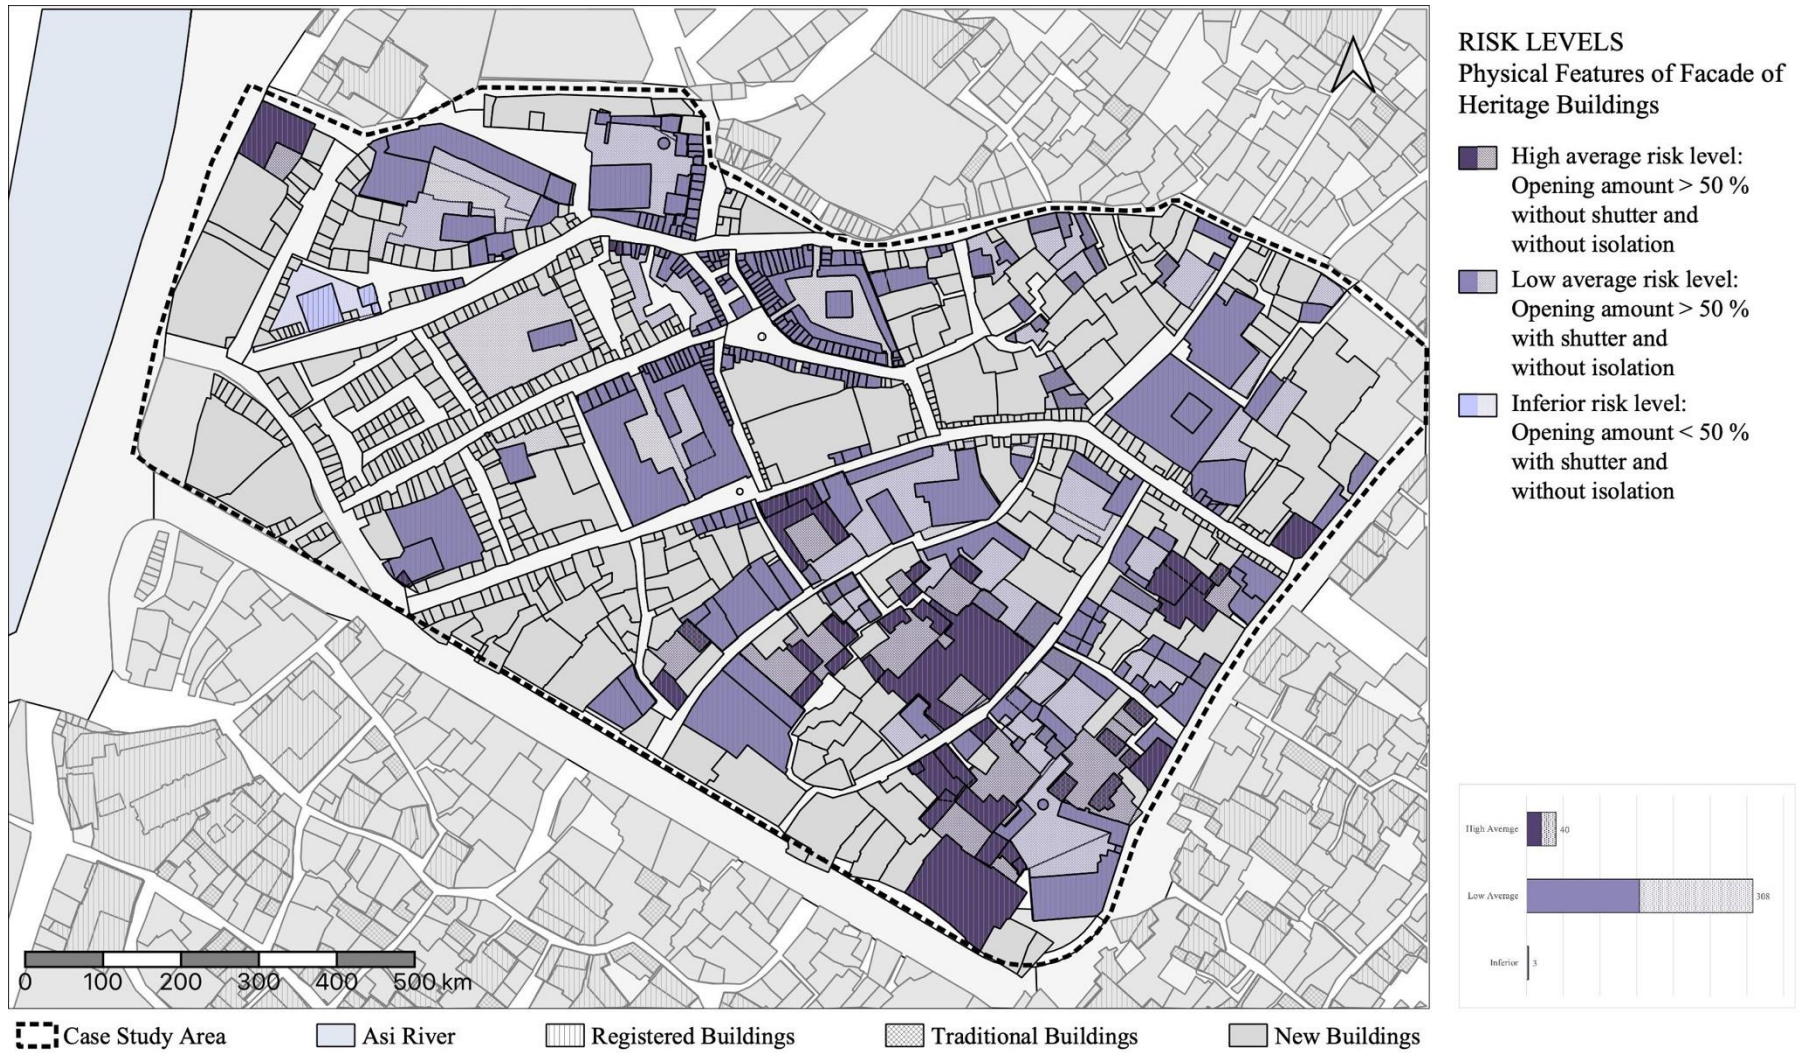 RISK LEVELS
Physical Features of Facade of
Heritage Buildings
High average risk level:
Opening amount > 50 %
without shutter and
without isolation
Low average risk level:
Opening amount > 50 %
with shutter and
without isolation
Inferior risk level:
Opening amount < 50 %
with shutter and
without isolation
High Average
40
Low Average
308
Inferior
3
0 100 200 300 400 500 km
Case Study Area
Asi River
Registered Buildings
Traditional Buildings
New Buildings